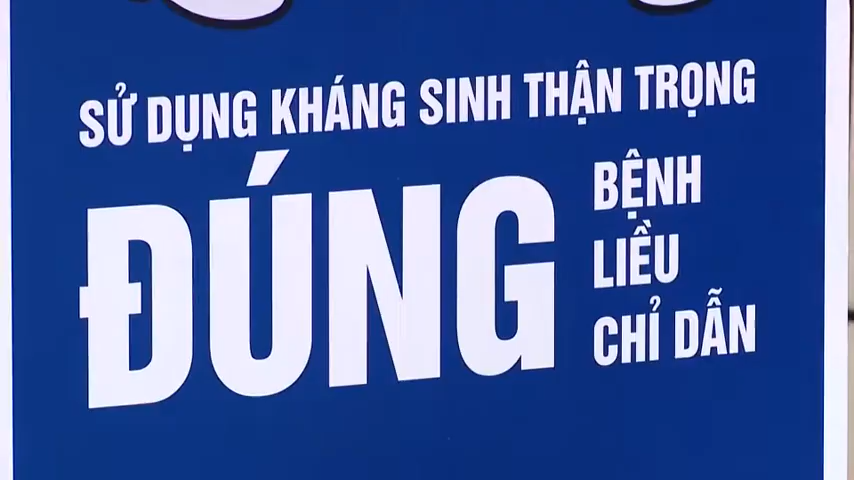 SỬ DỤNG KHÁNG SINH THẬN TRỌNG
ĐÚNG
BỆNH
LIỀU
CHỈ DẪN